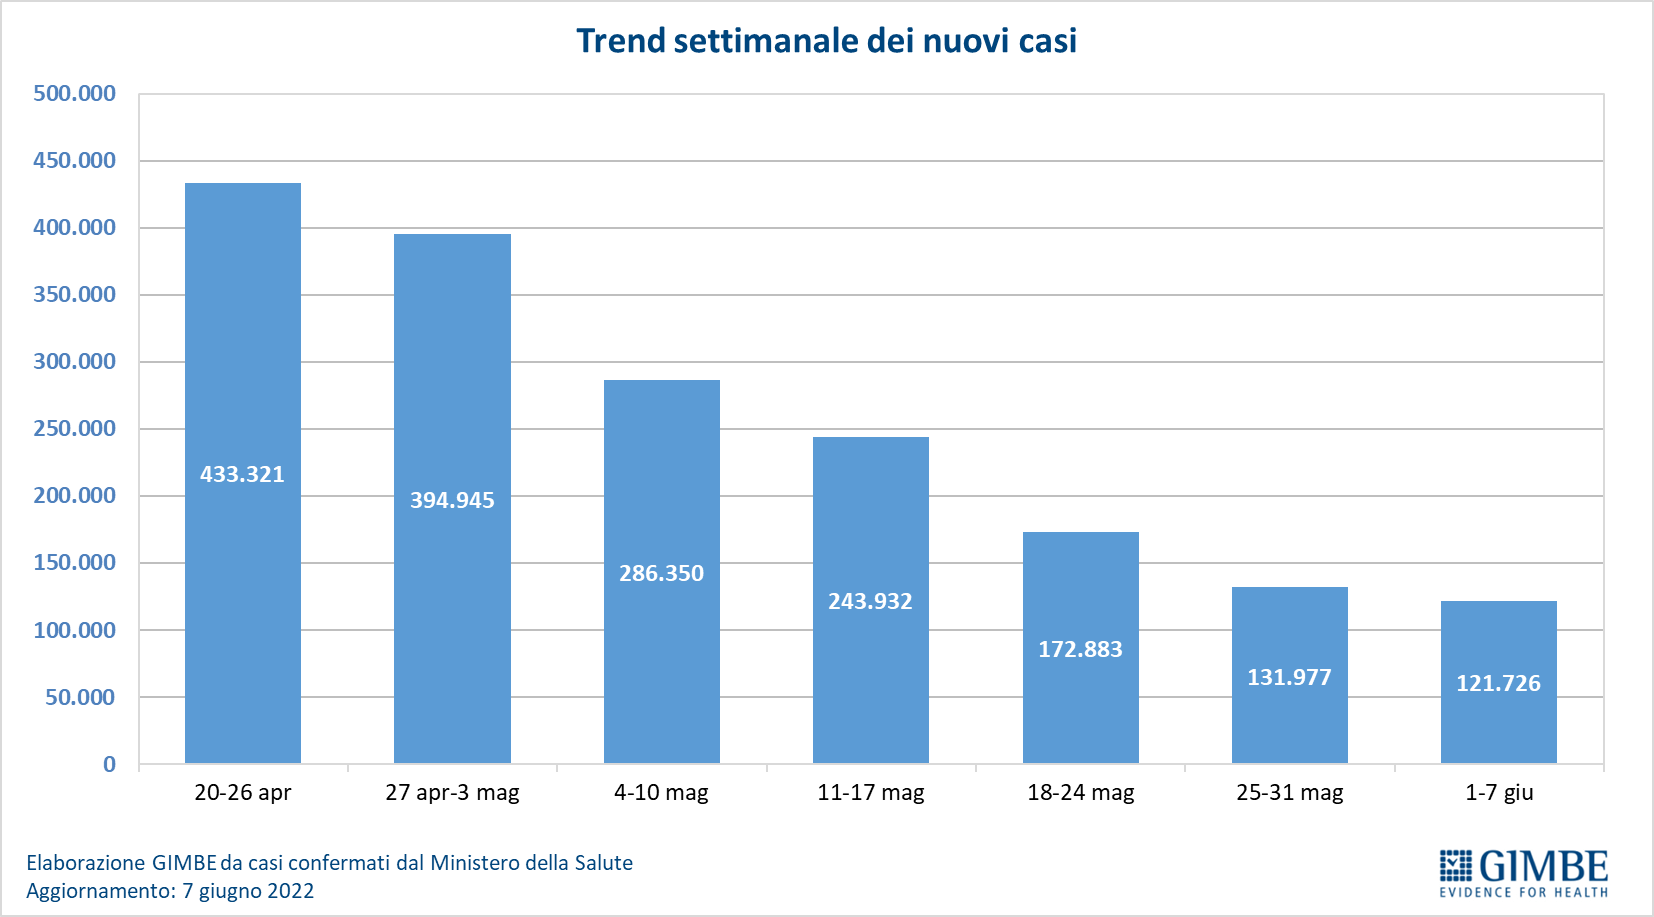 Trend settimanale dei nuovi casi
500.000
450.000
400.000
350.000
300.000
250.000
200.000
150.000
100.000
50.000
0
433.321
394.945
286.350
243.932
172.883
131.977
121.726
20-26 apr
27 apr-3 mag
4-10 mag
11-17 mag
18-24 mag
25-31 mag
1-7 giu
Elaborazione GIMBE da casi confermati dal Ministero della Salute
Aggiornamento: 7 giugno 2022
GIMBE
EVIDENCE FOR HEALTH